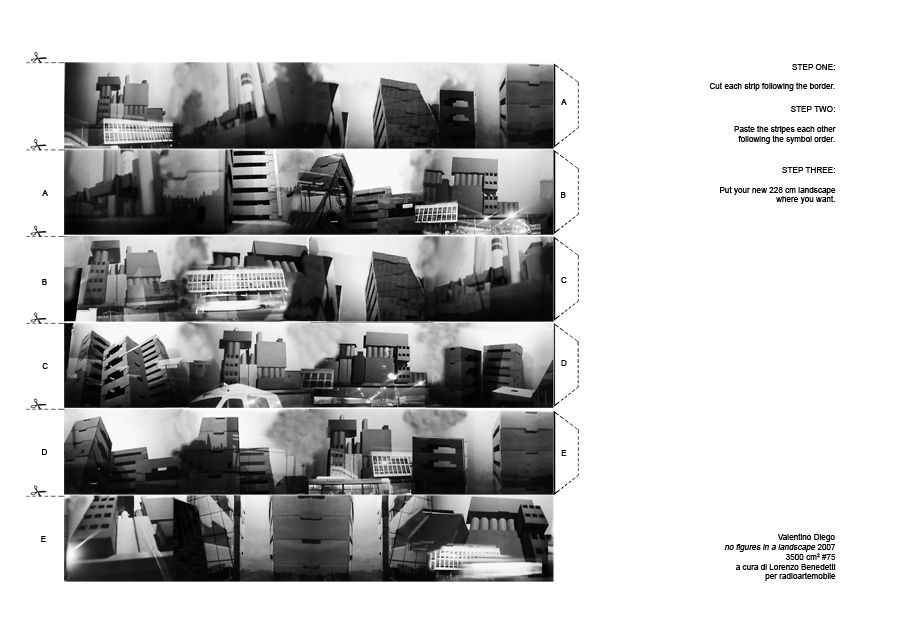 STEP ONE:
Cut each strip following the border.
STEP TWO:
Paste the stripes each other
following the symbol order.
STEP THREE:
Put your new 228 cm landscape
where you want.
A
A
B
B
C
C
D
D
E
E
Valentino Diego
no figures in a landscape 2007
3500 cm² #75
a cura di Lorenzo Benedetti
per radioartemobile